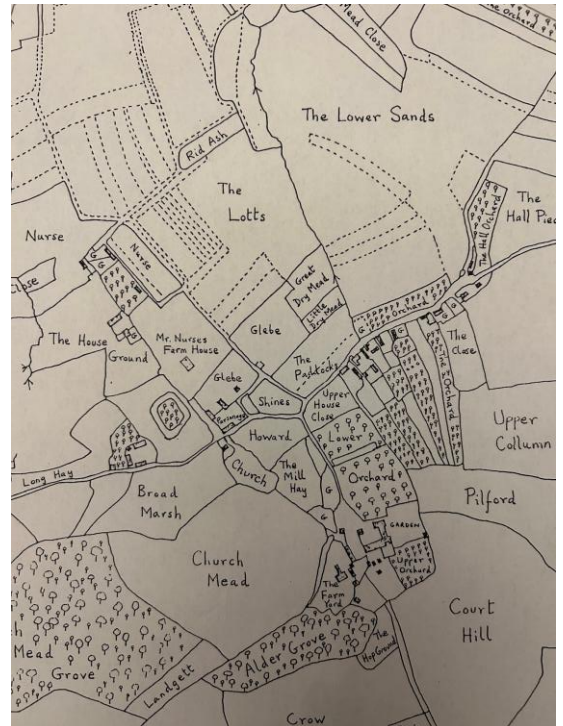 The Orchard
Mead Close
The Lower Sands
Rid Ash
The
Lotts
The
Hall Piec
The Hall Orchard
Nurse
Nurse
Close
G
G
Great
Dry Mead
Little
Dry Mead
Orchard
G
G
G
The House
Ground
Mr. Nurses
Farm House
Glebe
Glebe
The
Paddocks
The
Close
The Orchard
Parsonage
Shines
Upper
House
Close
Lower
Orchard
Upper
Collumn
Howard
Church
The
Mill
Hay
G
G
Long Hay
Broad
Marsh
Pilford
GARDEN
Upper
Orchard
Church
Mead
The
Farm
Yard
Court
Hill
Mead
Grove
Landgett
Alder Grove
The
Hop Ground
Crow